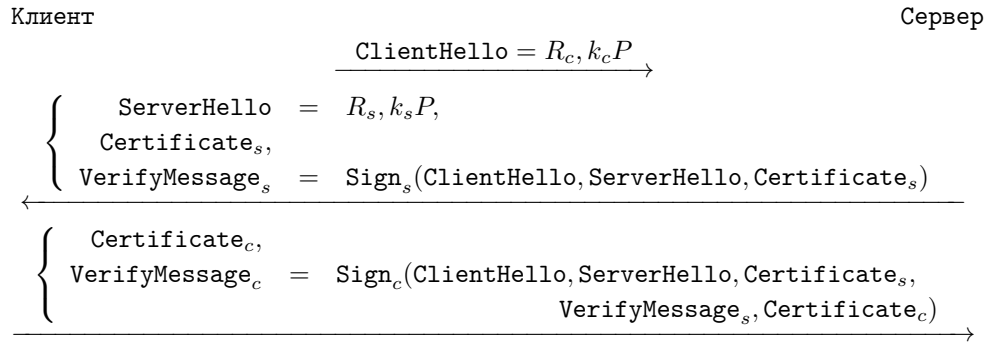 Клиент Сервер
ClientHello = R_c, k_cP
ServerHello = R_s, k_sP,
Certificate_s,
VerifyMessage_s = Sign_s(ClientHello, ServerHello, Certificate_s)
Certificate_c,
VerifyMessage_c = Sign_c(ClientHello, ServerHello, Certificate_s,
VerifyMessage_s, Certificate_c)